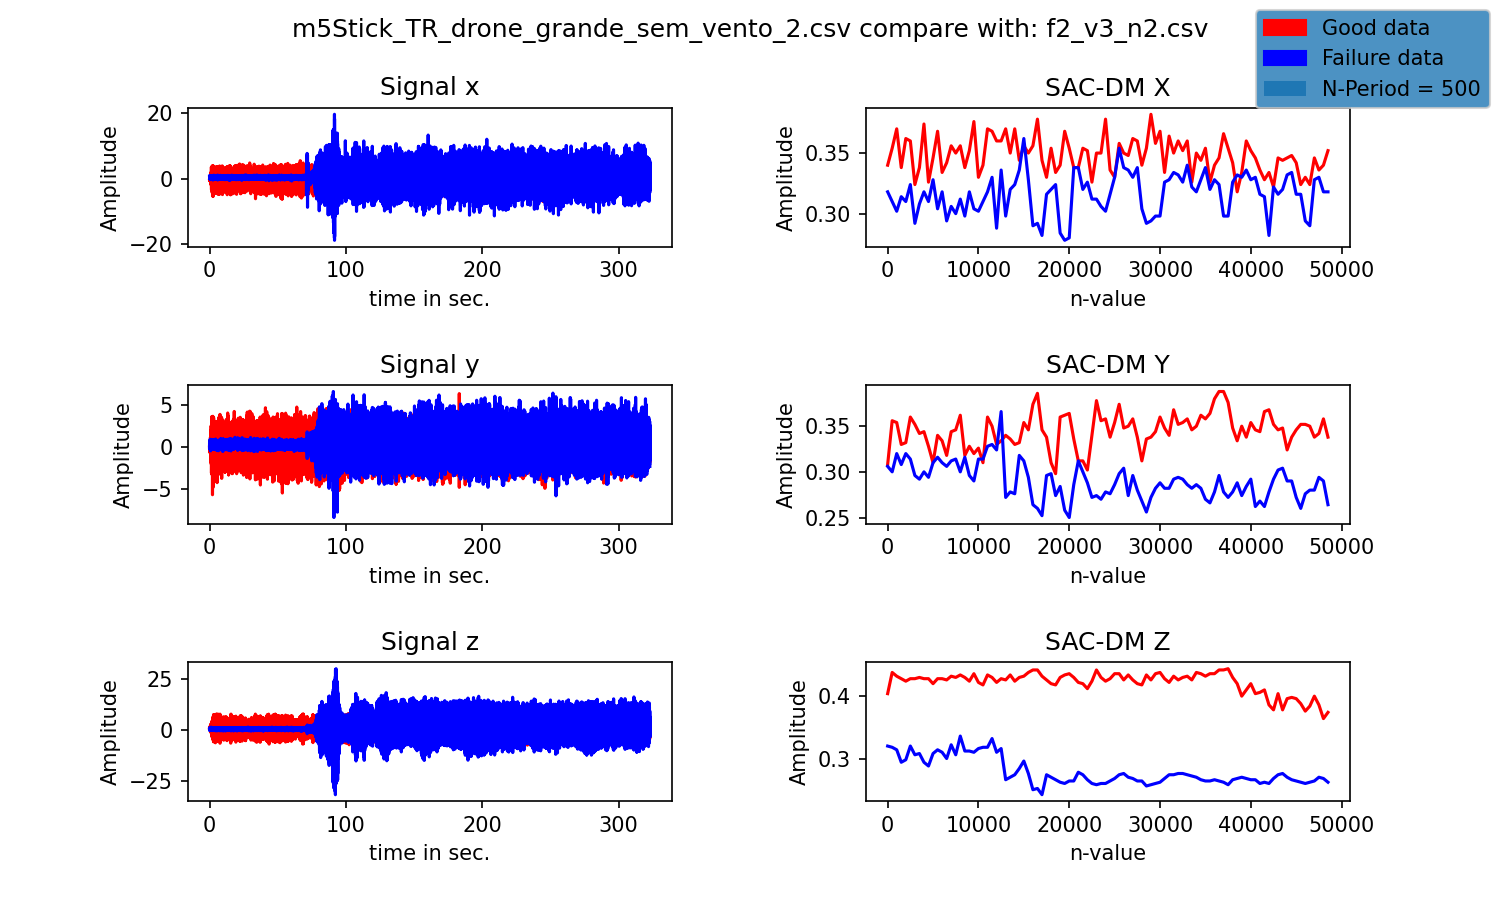 m5Stick_TR_drone_grande_sem_vento_2.csv compare with: f2_v3_n2.csv
Good data
Failure data
N-Period = 500
Signal x
Amplitude
20
0
−20
0 100 200 300
time in sec.
SAC-DM X
Amplitude
0.35
0.30
0 10000 20000 30000 40000 50000
n-value
Signal y
Amplitude
5
0
−5
0 100 200 300
time in sec.
SAC-DM Y
Amplitude
0.35
0.30
0.25
0 10000 20000 30000 40000 50000
n-value
Signal z
Amplitude
25
0
−25
0 100 200 300
time in sec.
SAC-DM Z
Amplitude
0.4
0.3
0 10000 20000 30000 40000 50000
n-value